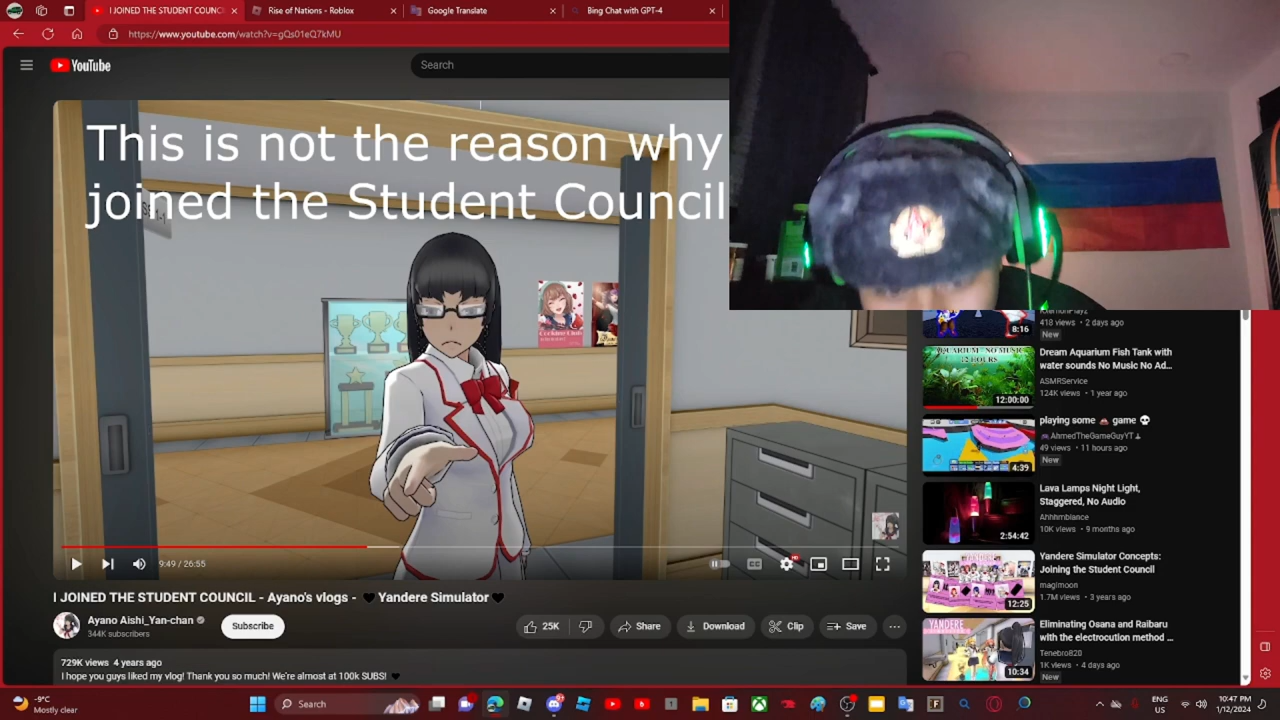 I JOINED THE STUDENT COUNC
Rise of Nations - Roblox
Google Translate
Bing Chat with GPT-4
https://www.youtube.com/watch?v=gQs01eQ7kMU
YouTube
Search
This is not the reason why
joined the Student Council
418 views • 2 days ago
8:16
New
Dream Aquarium Fish Tank with
water sounds No Music No Ad...
ASMRService
124K views • 1 year ago
12:00:00
playing some 🌋 game 💀
AhmedTheGameGuyYT
49 views • 11 hours ago
New
4:39
Lava Lamps Night Light,
Staggered, No Audio
Ahhhmbiance
10K views • 9 months ago
2:54:42
Yandere Simulator Concepts:
Joining the Student Council
magimoon
1.7M views • 3 years ago
12:25
Eliminating Osana and Raibaru
with the electrocution method ...
YANDERE
Tenebro820
1K views • 4 days ago
10:34
New
9:49 / 26:55
CC
HD
I JOINED THE STUDENT COUNCIL - Ayano's vlogs - 🖤Yandere Simulator🖤
Ayano Aishi_Yan-chan
344K subscribers
Subscribe
25K
Share
Download
Clip
Save
729K views 4 years ago
I hope you guys liked my vlog! Thank you so much! We're almost at 100k SUBS! 🖤
-9°C
Mostly clear
Search
ENG
US
10:47 PM
1/12/2024